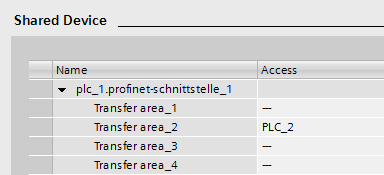 Shared Device
Name Access
plc_1.profinet-schnittstelle_1
Transfer area_1 ---
Transfer area_2 PLC_2
Transfer area_3 ---
Transfer area_4 ---